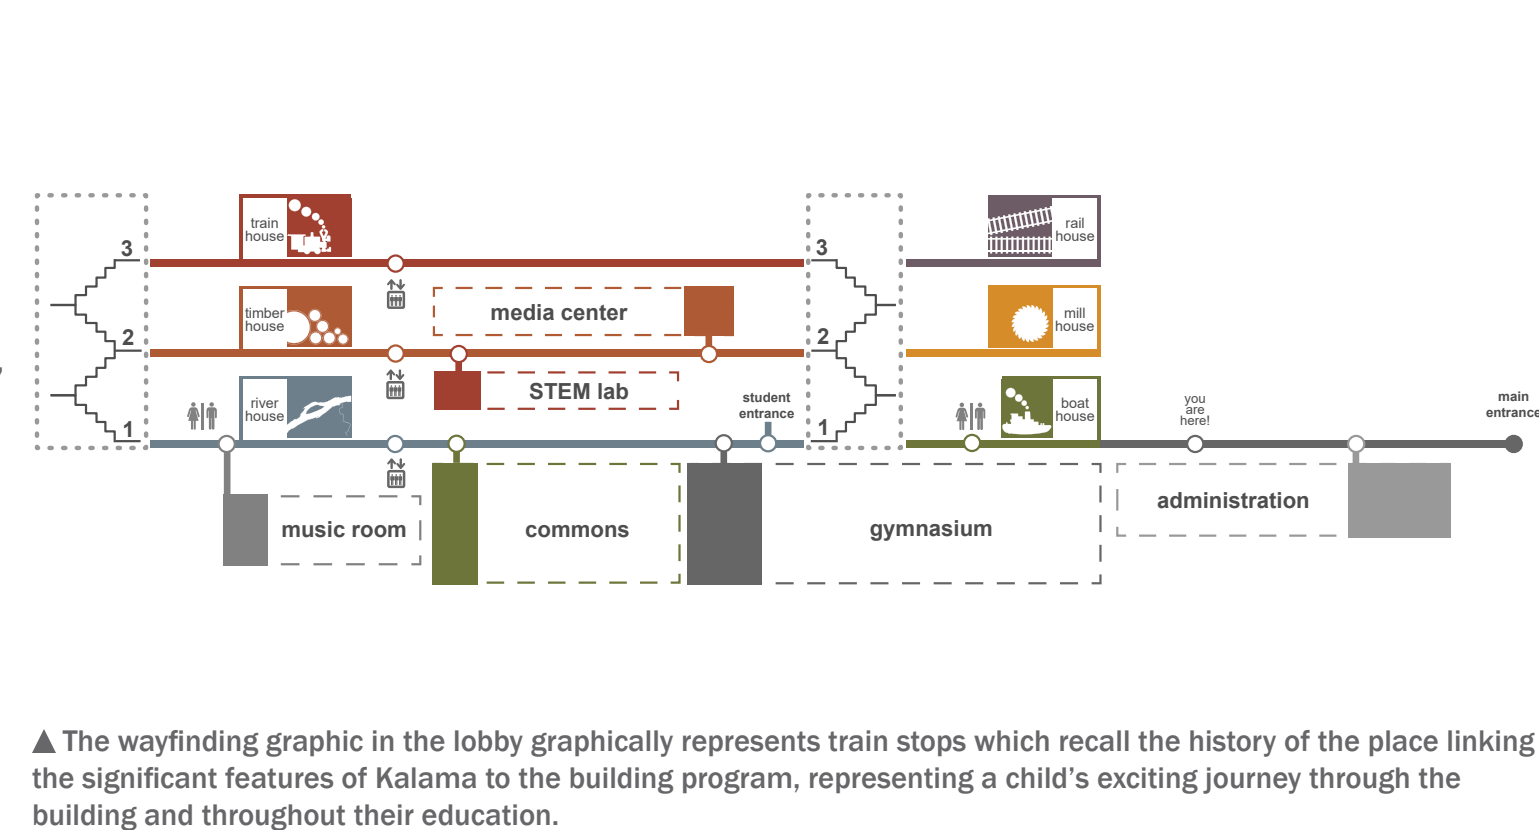 3
train
house
3
rail
house
2
timber
house
media center
2
mill
house
STEM lab
1
river
house
student
entrance
1
boat
house
you
are
here!
main
entrance
music room
commons
gymnasium
administration
▲ The wayfinding graphic in the lobby graphically represents train stops which recall the history of the place linking
the significant features of Kalama to the building program, representing a child’s exciting journey through the
building and throughout their education.